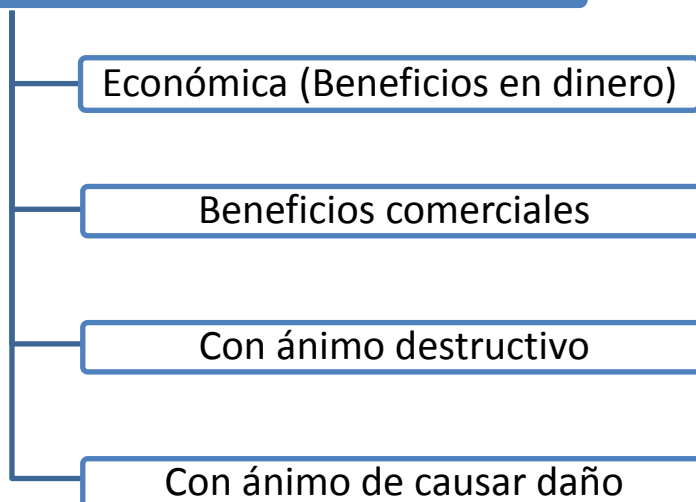 Económica (Beneficios en dinero)
Beneficios comerciales
Con ánimo destructivo
Con ánimo de causar daño